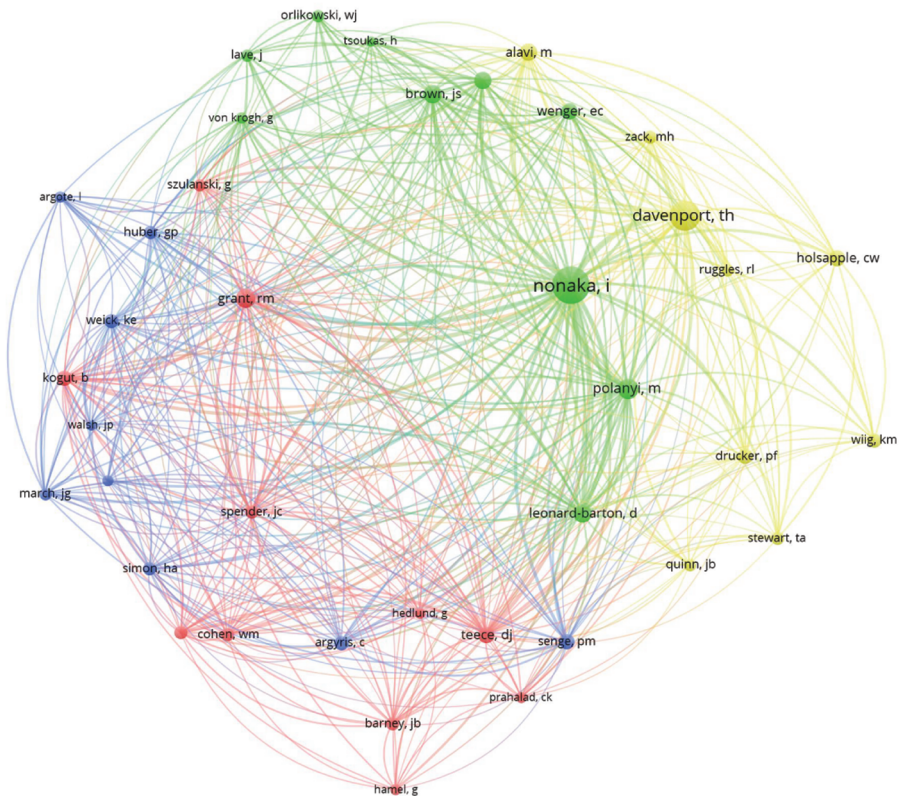 orlikowski, wj
tsoukas, h
lave, j
alavi, m
brown, js
wenger, ec
von krogh, g
zack, mh
szulanski, g
argote, l
davenport, th
huber, gp
holsapple, cw
ruggles, rl
nonaka, i
grant, rm
weick, ke
kogut, b
polanyi, m
walsh, jp
wiig, km
drucker, pf
march, jg
spender, jc
leonard-barton, d
stewart, ta
simon, ha
quinn, jb
hedlund, g
cohen, wm
teece, dj
argyris, c
senge, pm
prahalad, ck
barney, jb
hamel, g